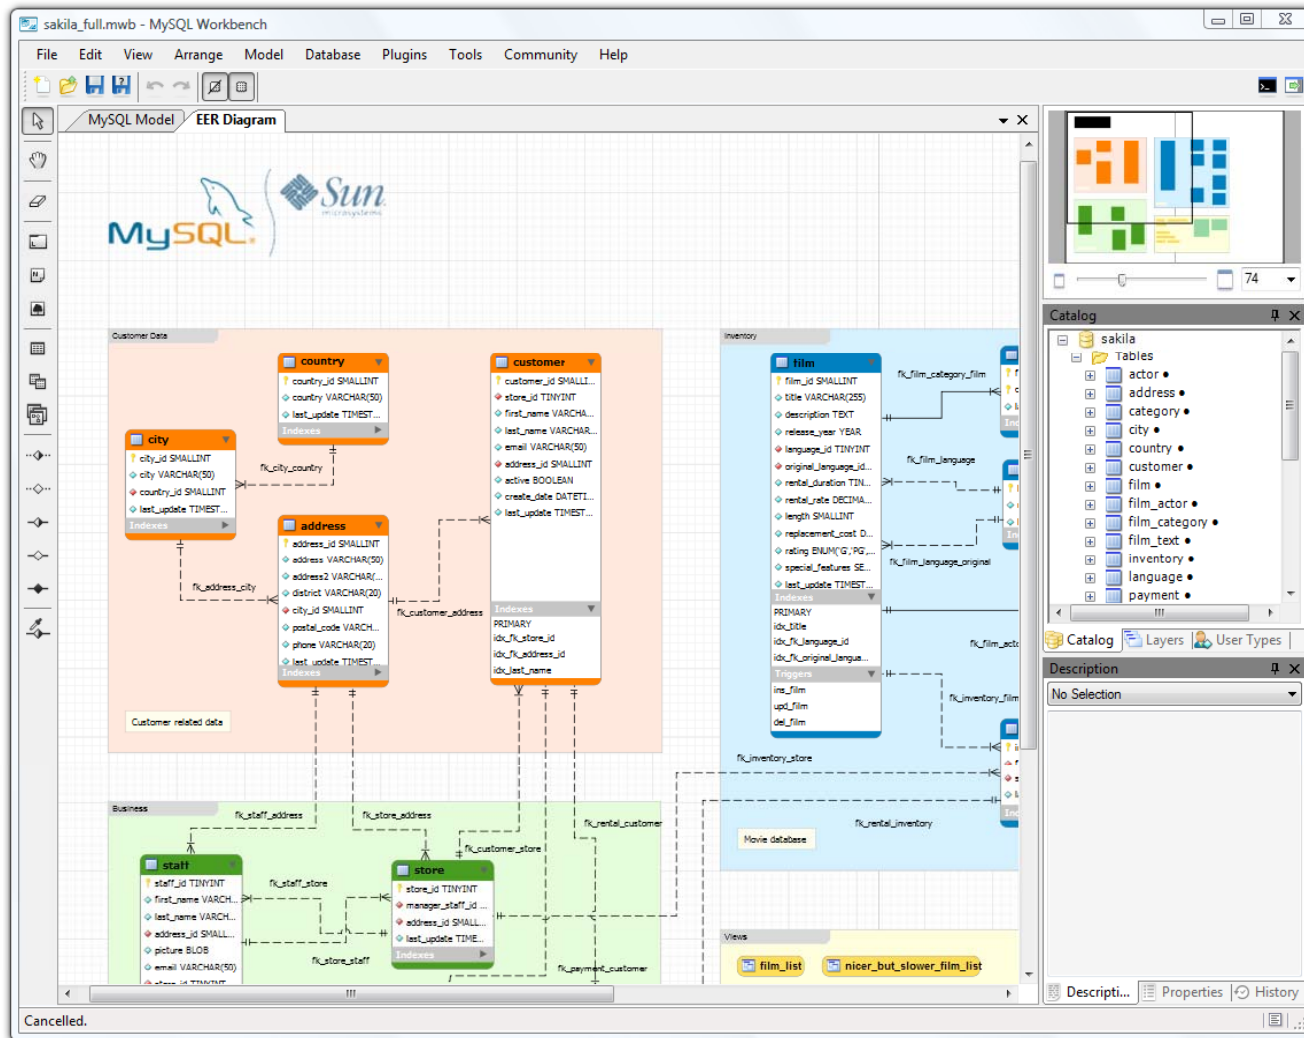 sakila_full.mwb - MySQL Workbench
File Edit View Arrange Model Database Plugins Tools Community Help
MySQL Model
EER Diagram
MySQL
Sun
microsystems
Customer Data
country
country_id SMALLINT
country VARCHAR(50)
last_update TIMEST...
Indexes
city
city_id SMALLINT
city VARCHAR(50)
country_id SMALLINT
last_update TIMEST...
Indexes
fk_city_country
address
address_id SMALLINT
address VARCHAR(50)
address2 VARCHAR(...
district VARCHAR(20)
city_id SMALLINT
postal_code VARCH...
phone VARCHAR(20)
last_update TIMEST...
Indexes
fk_address_city
fk_customer_address
customer
customer_id SMALLI...
store_id TINYINT
first_name VARCHA...
last_name VARCHAR...
email VARCHAR(50)
address_id SMALLINT
active BOOLEAN
create_date DATETI...
last_update TIMEST...
Indexes
PRIMARY
idx_fk_store_id
idx_fk_address_id
idx_last_name
Customer related data
Inventory
film
film_id SMALLINT
title VARCHAR(255)
description TEXT
release_year YEAR
language_id TINYINT
original_language_id...
rental_duration TIN...
rental_rate DECIMA...
length SMALLINT
replacement_cost D...
rating ENUM('G','PG',...
special_features SE...
last_update TIMEST...
Indexes
PRIMARY
idx_title
idx_fk_language_id
idx_fk_original_langua...
Triggers
ins_film
upd_film
del_film
fk_film_category_film
fk_film_language
fk_film_language_original
fk_film_acto
fk_inventory_film
fk_inventory_store
fk_rental_inventory
Movie database
Business
fk_staff_address
fk_store_address
fk_rental_customer
fk_customer_store
staff
staff_id TINYINT
first_name VARCH...
last_name VARCH...
address_id SMALL...
picture BLOB
email VARCHAR(50)
store_id TINYINT
fk_staff_store
fk_store_staff
store
store_id TINYINT
manager_staff_id ...
address_id SMALL...
last_update TIME...
Indexes
fk_payment_customer
Views
film_list
nicer_but_slower_film_list
74
Catalog
sakila
Tables
actor •
address •
category •
city •
country •
customer •
film •
film_actor •
film_category •
film_text •
inventory •
language •
payment •
Catalog Layers User Types
Description
No Selection
Descripti... Properties History
Cancelled.